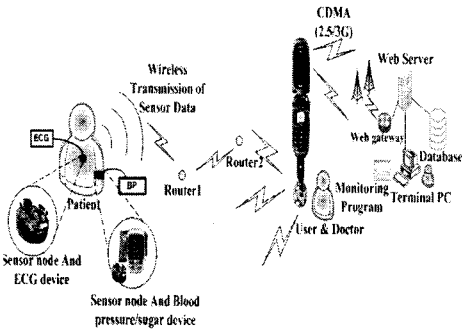 CDMA
(2.5/3G)
Wireless
Transmission of
Sensor Data
Web Server
ECG
Web gateway
Router2
Database
Router1
BP
Patient
Monitoring
Program
Terminal PC
User & Doctor
Sensor node And
ECG device
Sensor node And Blood
pressure/sugar device